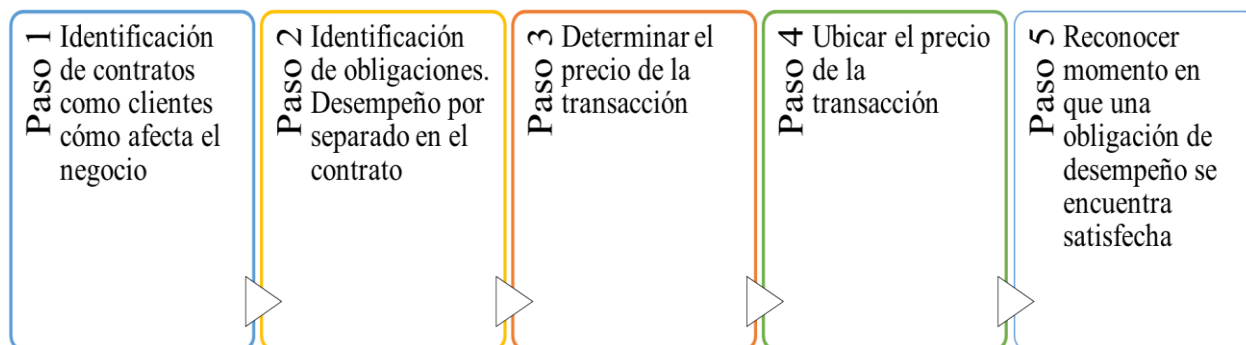 Paso 1
Identificación
de contratos
como clientes
cómo afecta el
negocio
Paso 2
Identificación
de obligaciones.
Desempeño por
separado en el
contrato
Paso 3
Determinar el
precio de la
transacción
Paso 4
Ubicar el precio
de la
transacción
Paso 5
Reconocer
momento en
que una
obligación de
desempeño se
encuentra
satisfecha